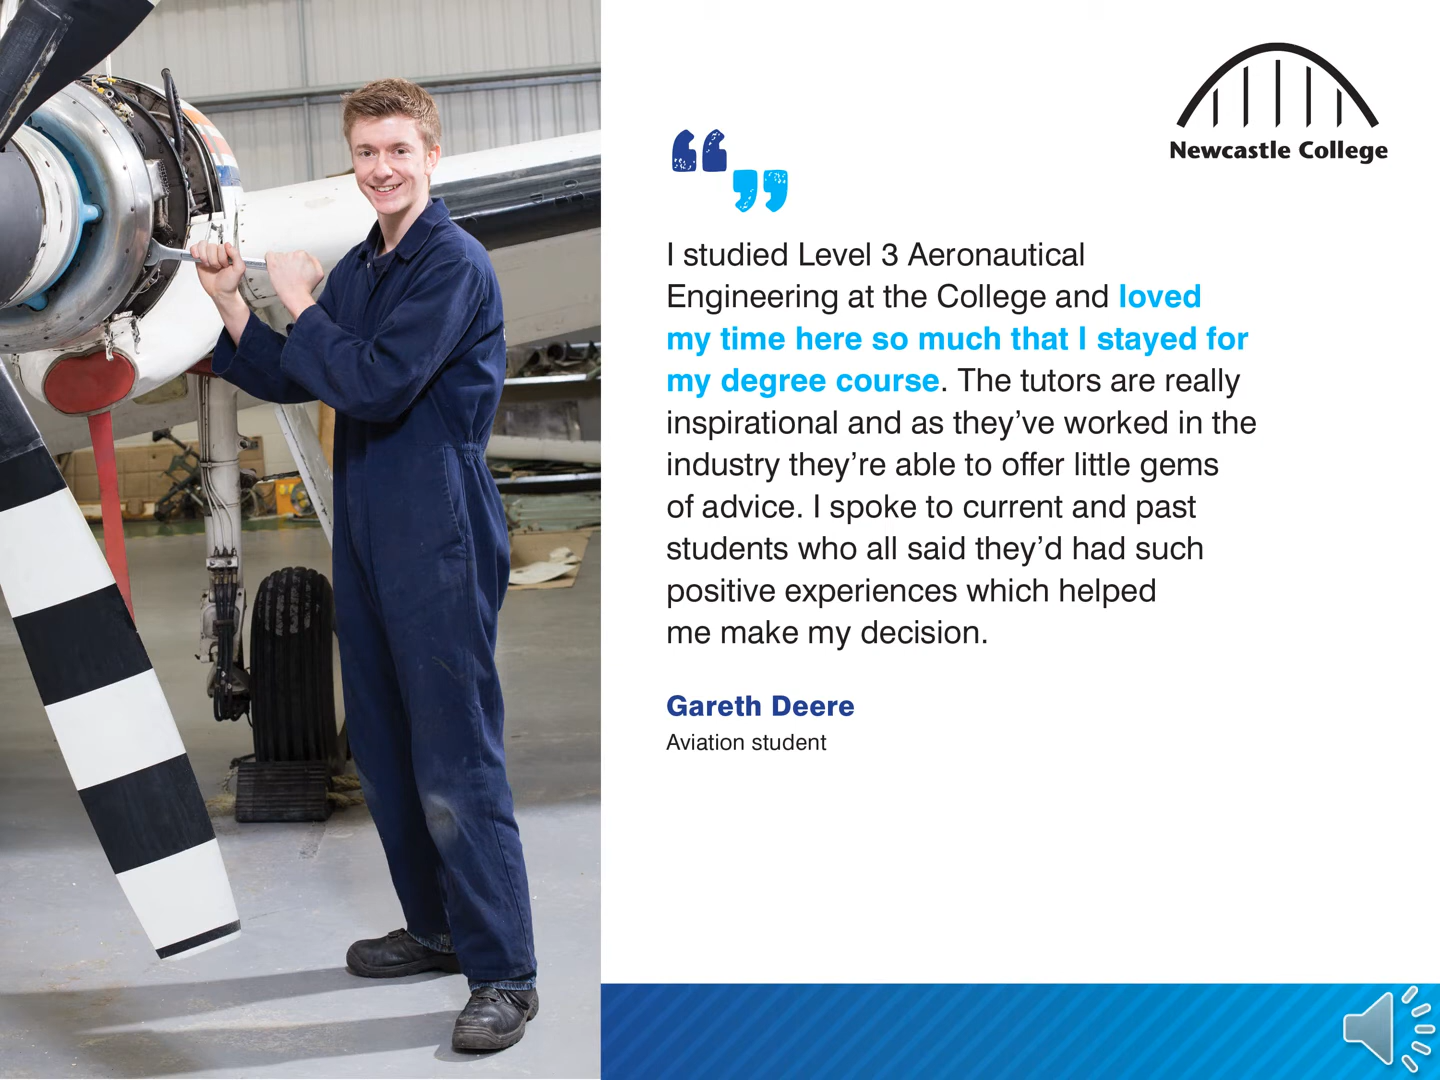 Newcastle College
I studied Level 3 Aeronautical
Engineering at the College and loved
my time here so much that I stayed for
my degree course. The tutors are really
inspirational and as they’ve worked in the
industry they’re able to offer little gems
of advice. I spoke to current and past
students who all said they’d had such
positive experiences which helped
me make my decision.
Gareth Deere
Aviation student